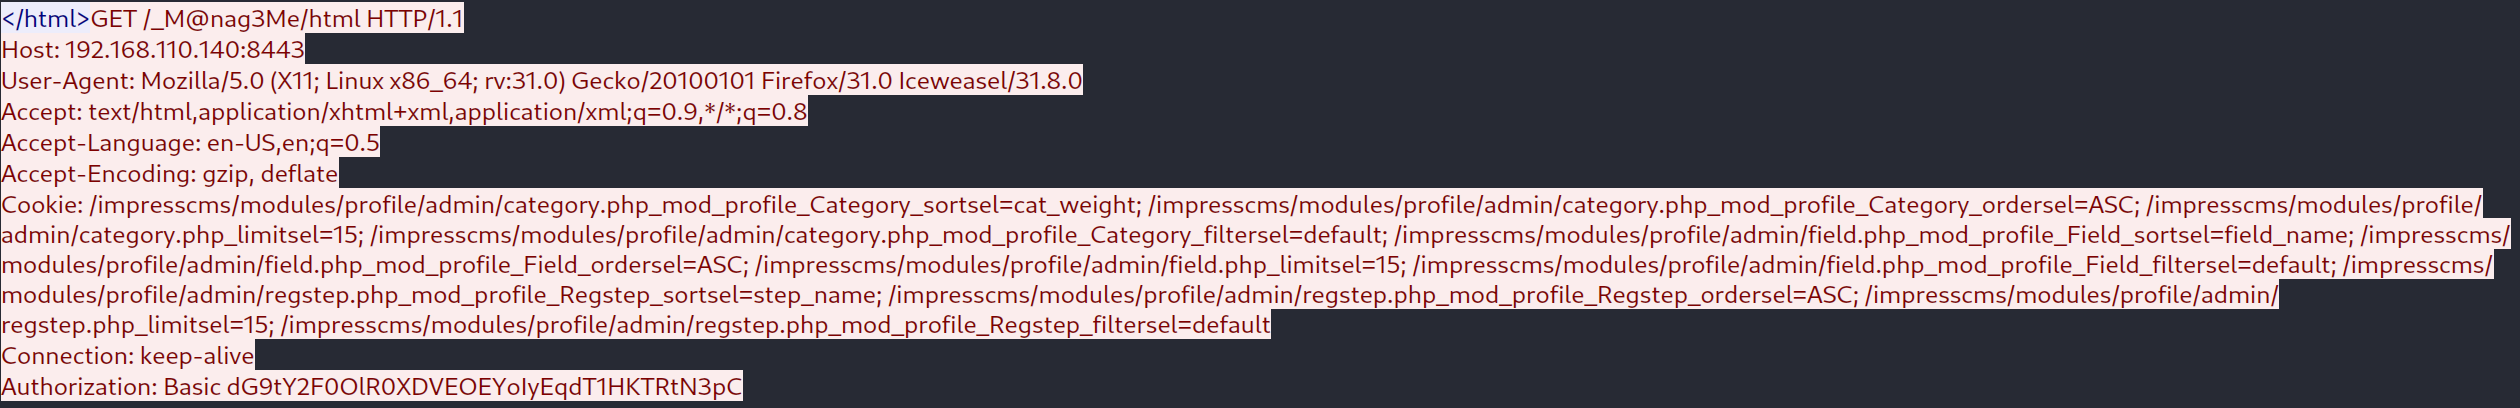 </html>GET /_M@nag3Me/html HTTP/1.1
Host: 192.168.110.140:8443
User-Agent: Mozilla/5.0 (X11; Linux x86_64; rv:31.0) Gecko/20100101 Firefox/31.0 Iceweasel/31.8.0
Accept: text/html,application/xhtml+xml,application/xml;q=0.9,*/*;q=0.8
Accept-Language: en-US,en;q=0.5
Accept-Encoding: gzip, deflate
Cookie: /impresscms/modules/profile/admin/category.php_mod_profile_Category_sortsel=cat_weight; /impresscms/modules/profile/admin/category.php_mod_profile_Category_ordersel=ASC; /impresscms/modules/profile/
admin/category.php_limitsel=15; /impresscms/modules/profile/admin/category.php_mod_profile_Category_filtersel=default; /impresscms/modules/profile/admin/field.php_mod_profile_Field_sortsel=field_name; /impresscms/
modules/profile/admin/field.php_mod_profile_Field_ordersel=ASC; /impresscms/modules/profile/admin/field.php_limitsel=15; /impresscms/modules/profile/admin/field.php_mod_profile_Field_filtersel=default; /impresscms/
modules/profile/admin/regstep.php_mod_profile_Regstep_sortsel=step_name; /impresscms/modules/profile/admin/regstep.php_mod_profile_Regstep_ordersel=ASC; /impresscms/modules/profile/admin/
regstep.php_limitsel=15; /impresscms/modules/profile/admin/regstep.php_mod_profile_Regstep_filtersel=default
Connection: keep-alive
Authorization: Basic dG9tY2F0OlR0XDVEOEYoIyEqdT1HKTRtN3pC